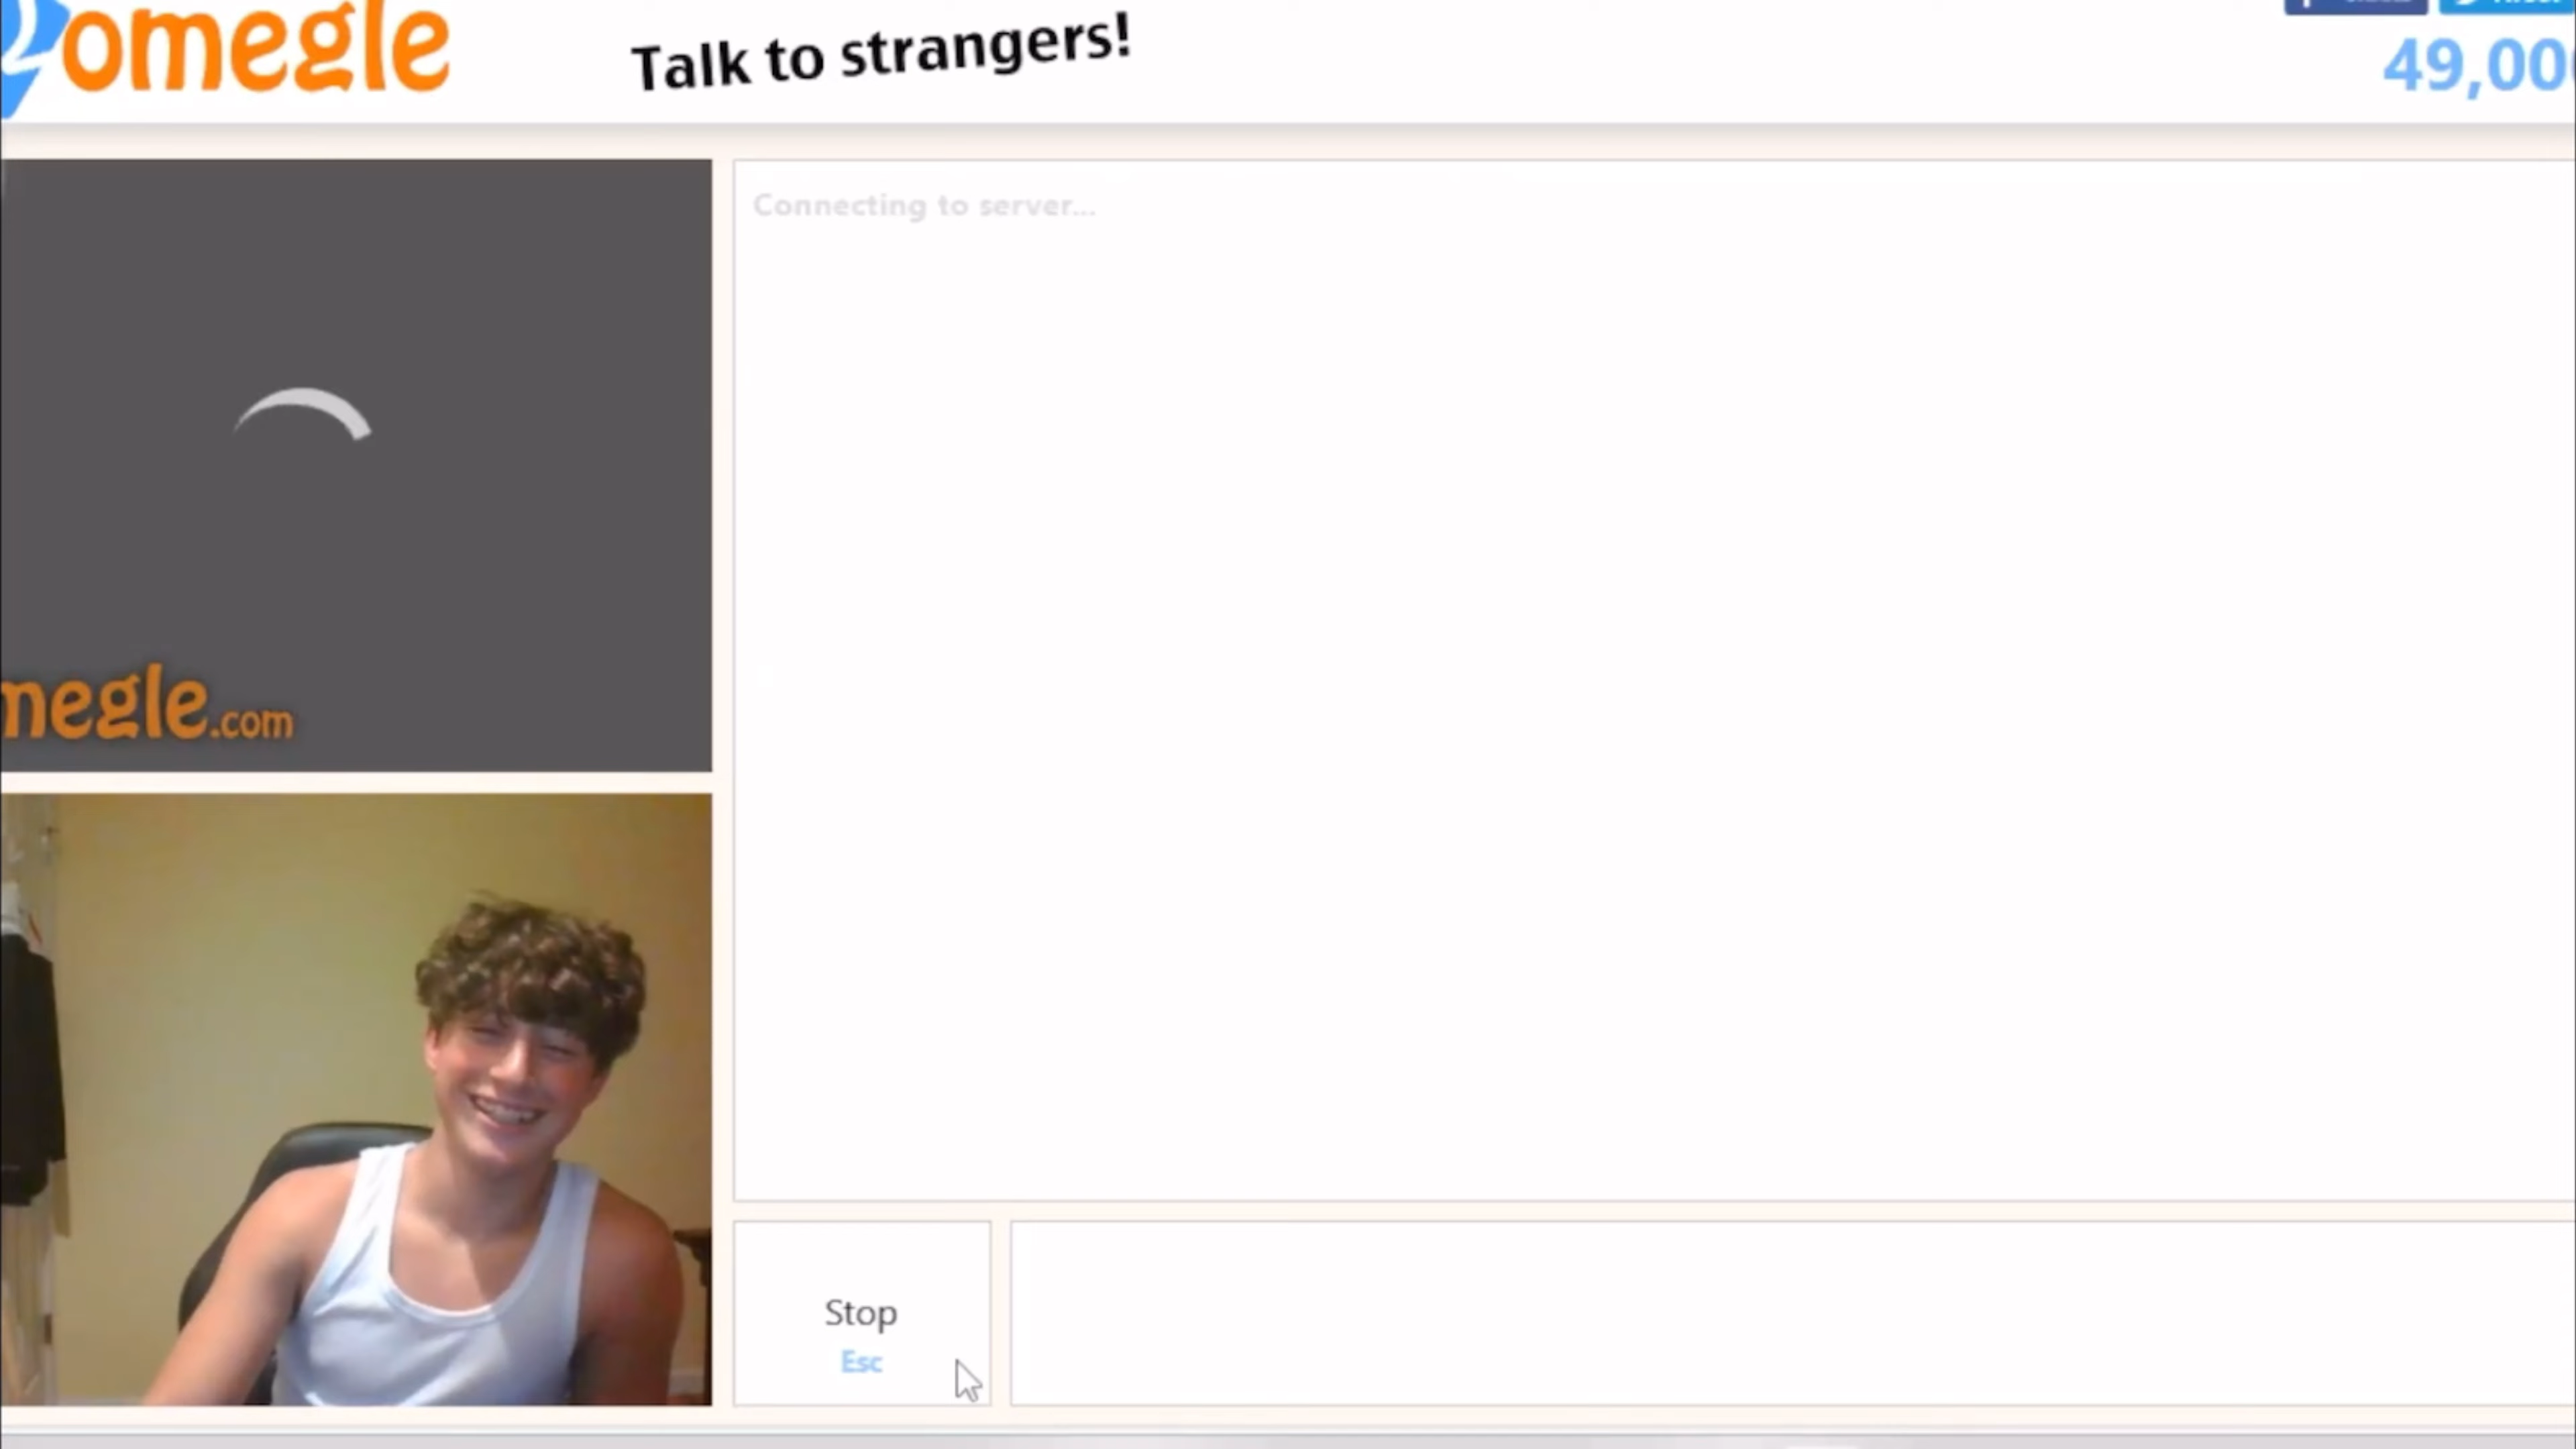 omegle
Talk to strangers!
49,00
Connecting to server...
megle.com
Stop
Esc